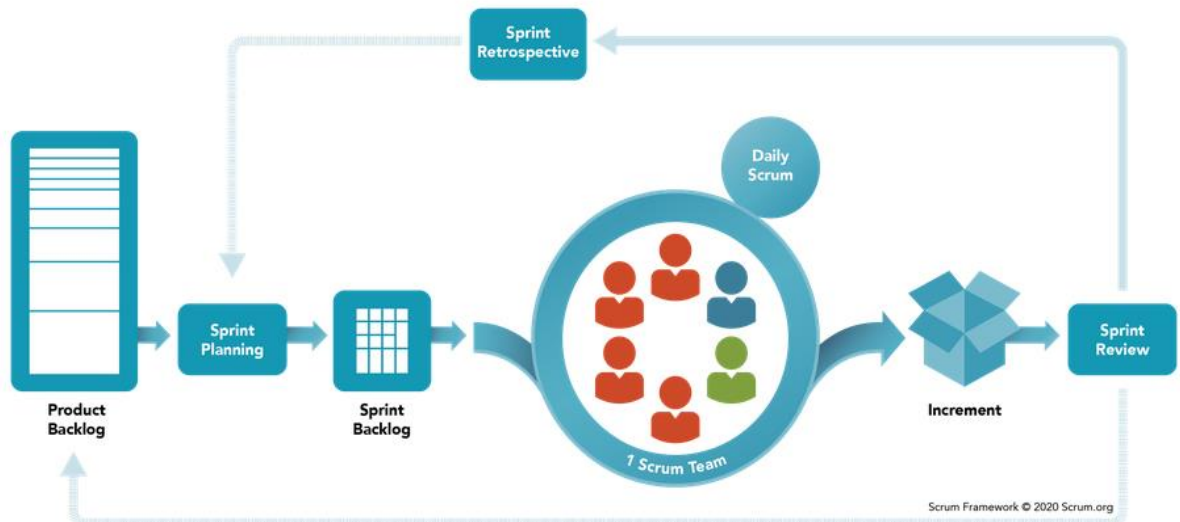 Sprint
Retrospective
Daily
Scrum
Sprint
Planning
Sprint
Review
Product
Backlog
Sprint
Backlog
Increment
1 Scrum Team
Scrum Framework © 2020 Scrum.org